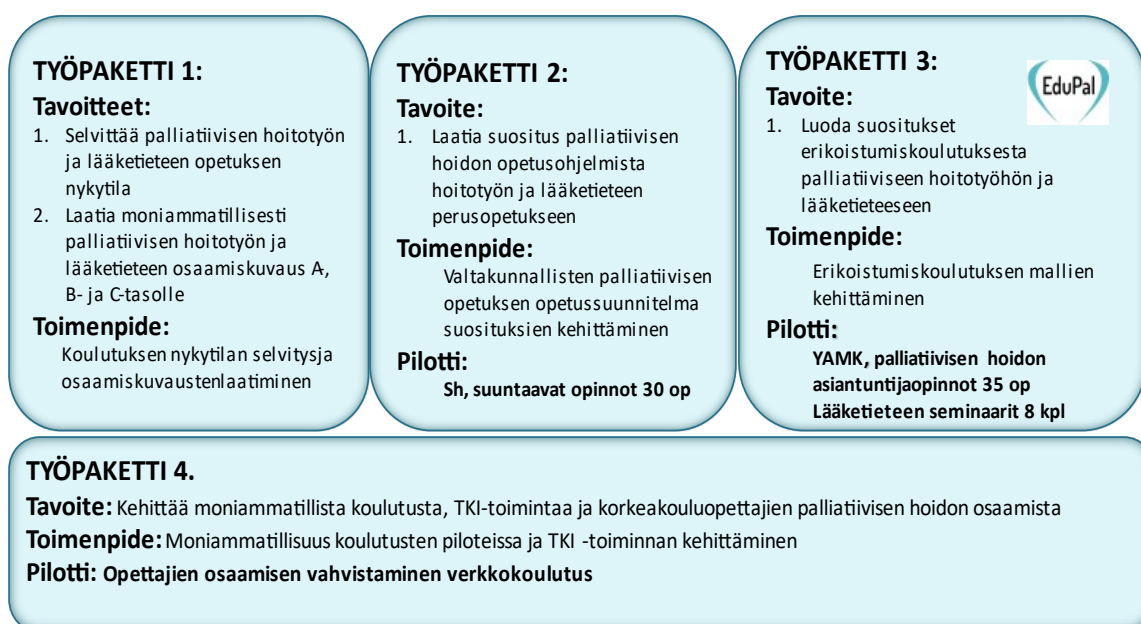 TYÖPAKETTI 1:
Tavoitteet:
1. Selvittää palliatiivisen hoitotyön
ja lääketieteen opetuksen
nykytila
2. Laatia moniammatillisesti
palliatiivisen hoitotyön ja
lääketieteen osaamiskuvaus A-,
B- ja C-tasolle
Toimenpide:
Koulutuksen nykytilan selvitysja
osaamiskuvaustenlaatiminen
TYÖPAKETTI 2:
Tavoite:
1. Laatia suositus palliatiivisen
hoidon opetusohjelmista
hoitotyön ja lääketieteen
perusopetukseen
Toimenpide:
Valtakunnallisten palliatiivisen
opetuksen opetussuunnitelma
suosituksien kehittäminen
Pilotti:
Sh, suuntaavat opinnot 30 op
TYÖPAKETTI 3:
EduPal
Tavoite:
1. Luoda suositukset
erikoistumiskoulutuksesta
palliatiiviseen hoitotyöhön ja
lääketieteeseen
Toimenpide:
Erikoistumiskoulutuksen mallien
kehittäminen
Pilotti:
YAMK, palliatiivisen hoidon
asiantuntijaopinnot 35 op
Lääketieteen seminaarit 8 kpl
TYÖPAKETTI 4.
Tavoite: Kehittää moniammatillista koulutusta, TKI-toimintaa ja korkeakouluopettajien palliatiivisen hoidon osaamista
Toimenpide: Moniammatillisuus koulutusten piloteissa ja TKI -toiminnan kehittäminen
Pilotti: Opettajien osaamisen vahvistaminen verkkokoulutus